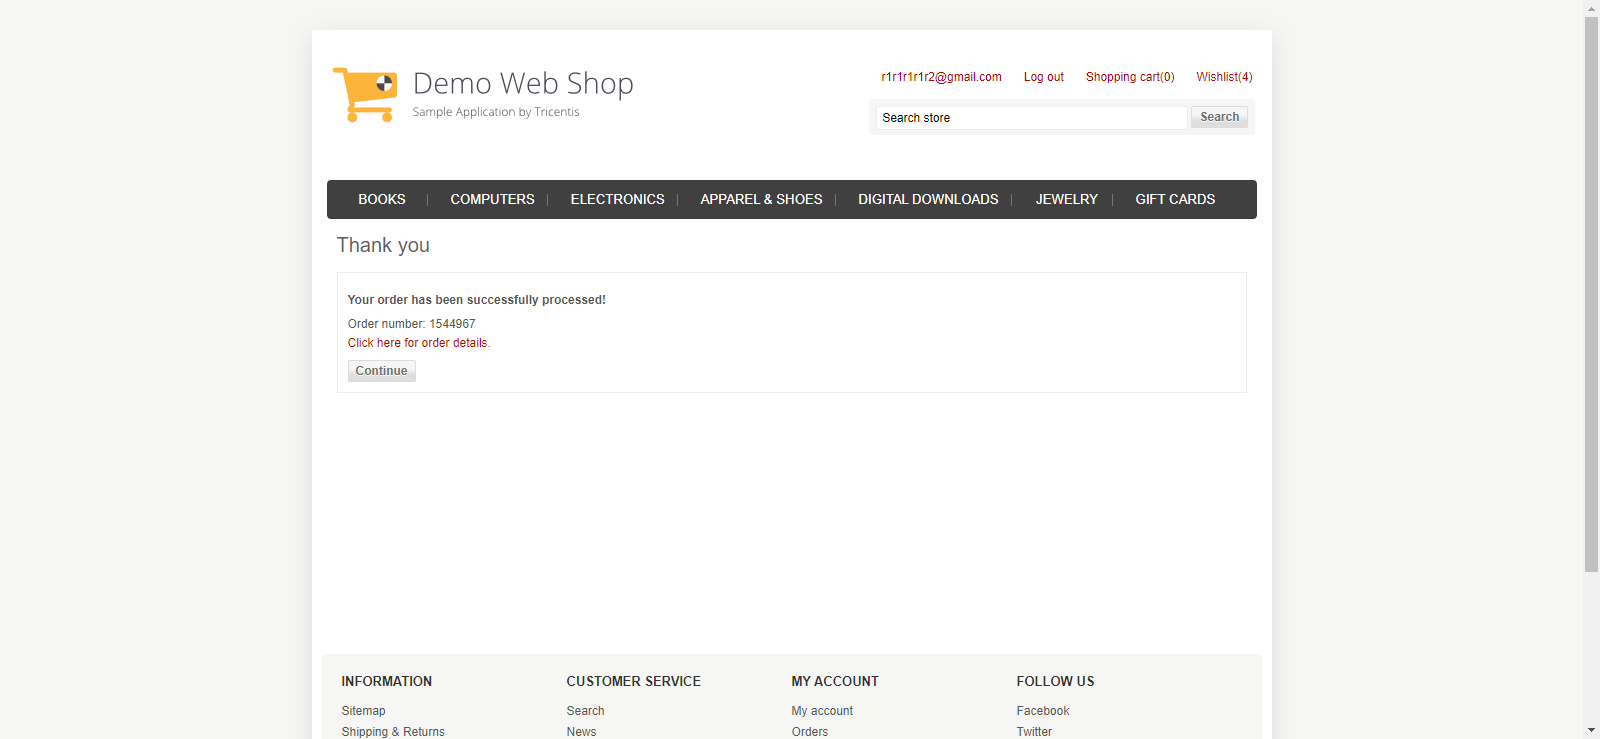 Demo Web Shop
Sample Application by Tricentis
r1r1r1r1r2@gmail.com Log out Shopping cart(0) Wishlist(4)
Search store Search
BOOKS COMPUTERS ELECTRONICS APPAREL & SHOES DIGITAL DOWNLOADS JEWELRY GIFT CARDS
Thank you
Your order has been successfully processed!
Order number: 1544967
Click here for order details.
Continue
INFORMATION CUSTOMER SERVICE MY ACCOUNT FOLLOW US
Sitemap Search My account Facebook
Shipping & Returns News Orders Twitter